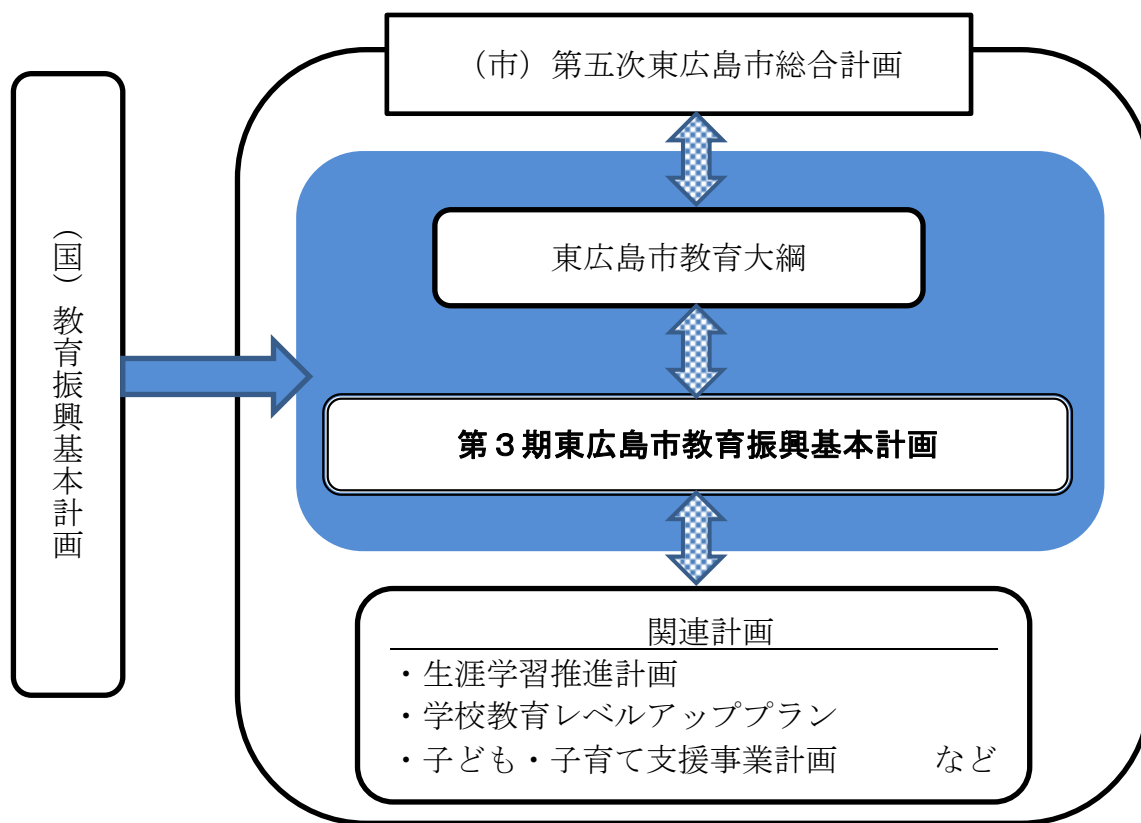 （市）第五次東広島市総合計画
（国）教育振興基本計画
東広島市教育大綱
第３期東広島市教育振興基本計画
関連計画
・生涯学習推進計画
・学校教育レベルアッププラン
・子ども・子育て支援事業計画　　など